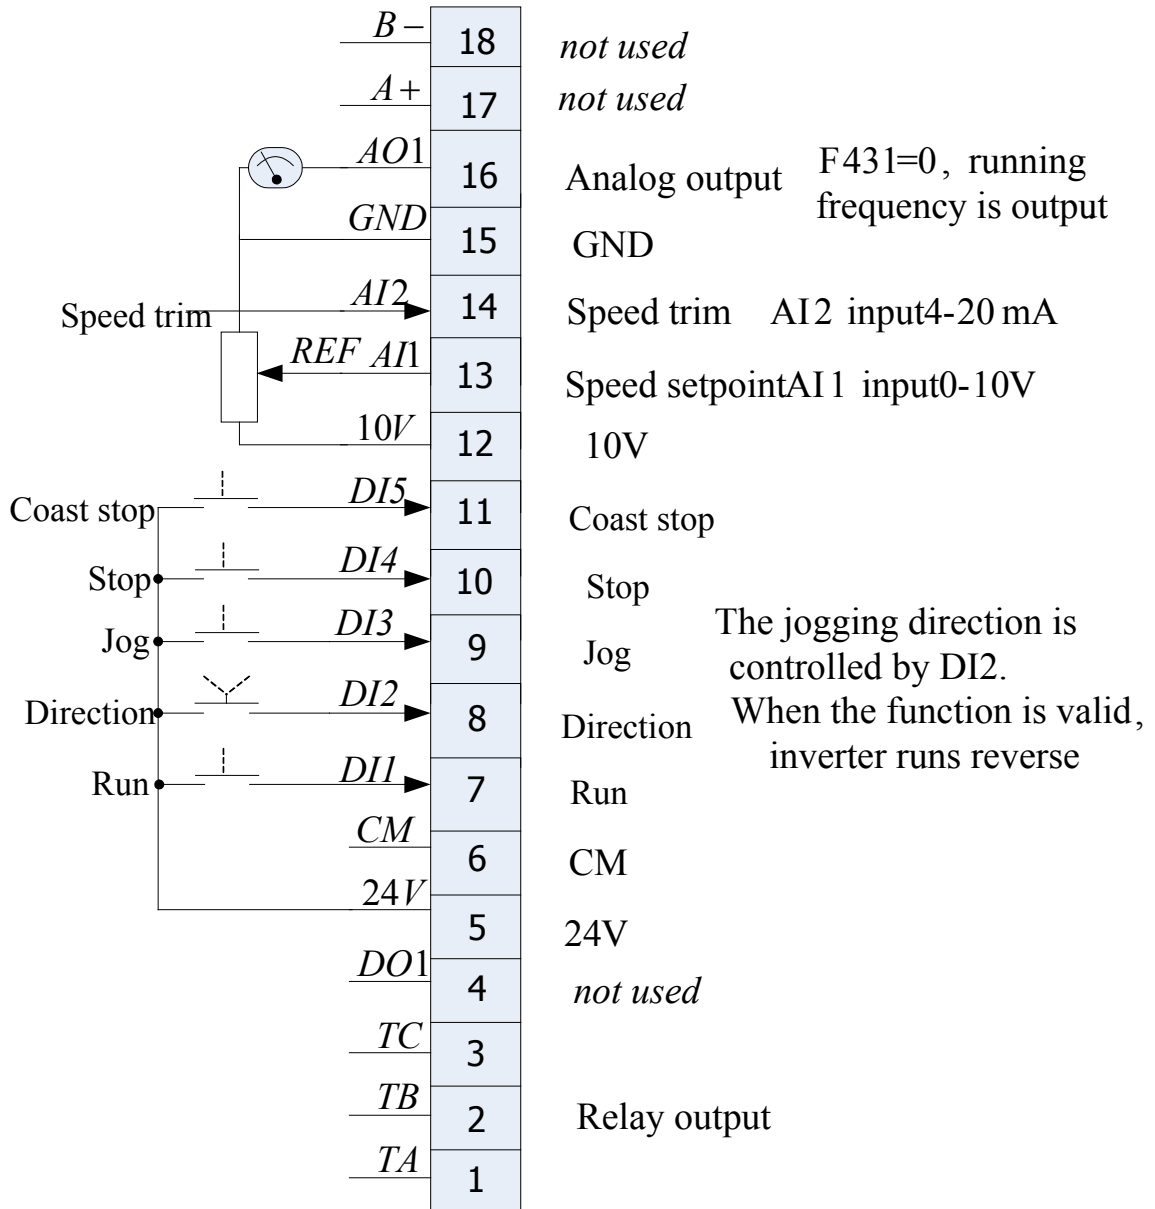 B− 18 not used
A+ 17 not used
AO1 16 Analog output F431=0, running
frequency is output
GND 15 GND
Speed trim AI2 14 Speed trim AI2 input4-20 mA
REF AI1 13 Speed setpointAI1 input0-10V
10V 12 10V
Coast stop DI5 11 Coast stop
Stop DI4 10 Stop
Jog DI3 9 Jog The jogging direction is
controlled by DI2.
Direction DI2 8 Direction When the function is valid,
inverter runs reverse
Run DI1 7 Run
CM 6 CM
24V 5 24V
DO1 4 not used
TC 3
TB 2 Relay output
TA 1